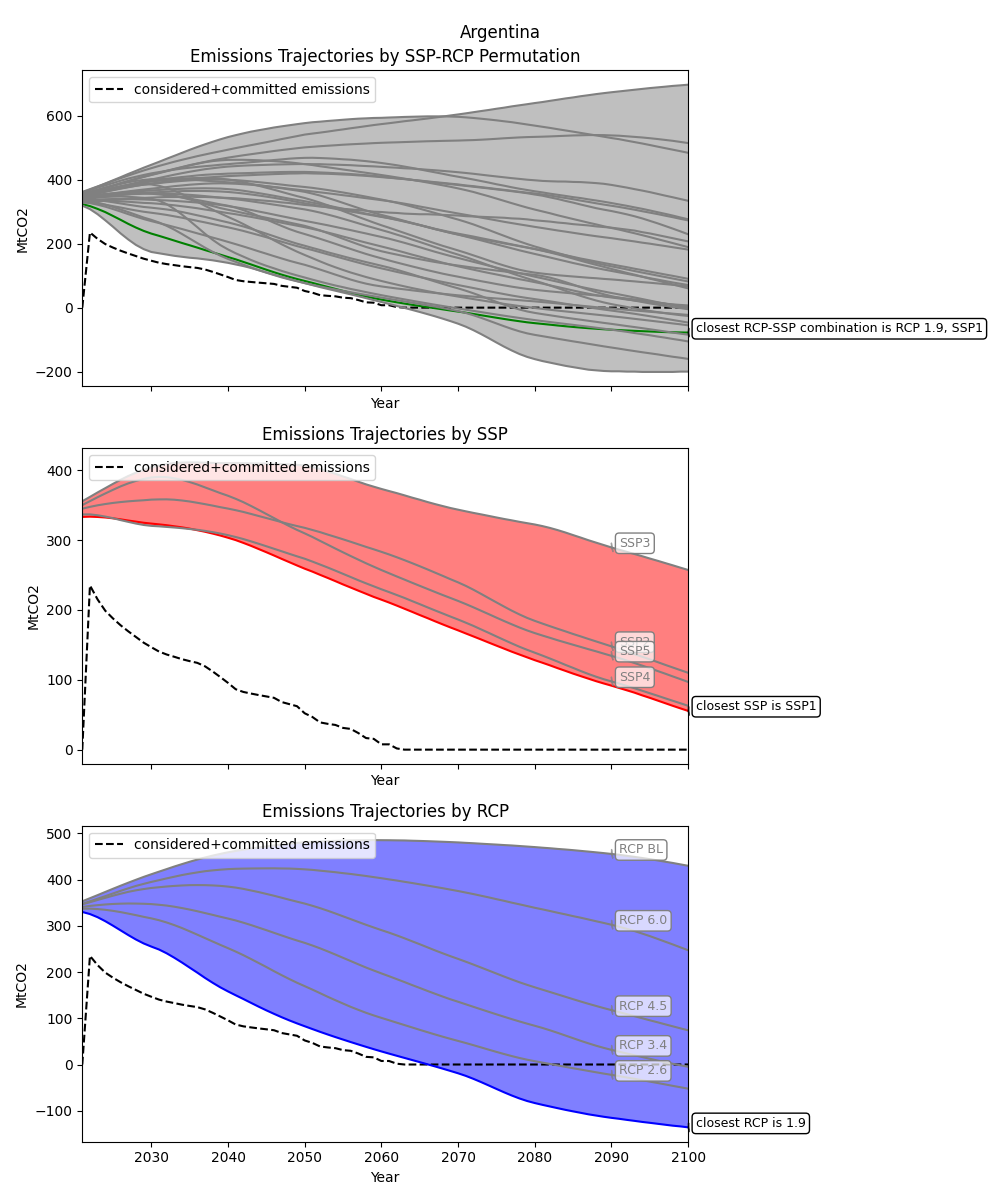 Argentina
Emissions Trajectories by SSP-RCP Permutation
considered+committed emissions
600
400
200
0
−200
MtCO2
closest RCP-SSP combination is RCP 1.9, SSP1
Year
Emissions Trajectories by SSP
considered+committed emissions
400
300
200
100
0
MtCO2
SSP3
SSP5
SSP4
closest SSP is SSP1
Year
Emissions Trajectories by RCP
considered+committed emissions
500
400
300
200
100
0
−100
MtCO2
RCP BL
RCP 6.0
RCP 4.5
RCP 3.4
RCP 2.6
closest RCP is 1.9
2030 2040 2050 2060 2070 2080 2090 2100
Year